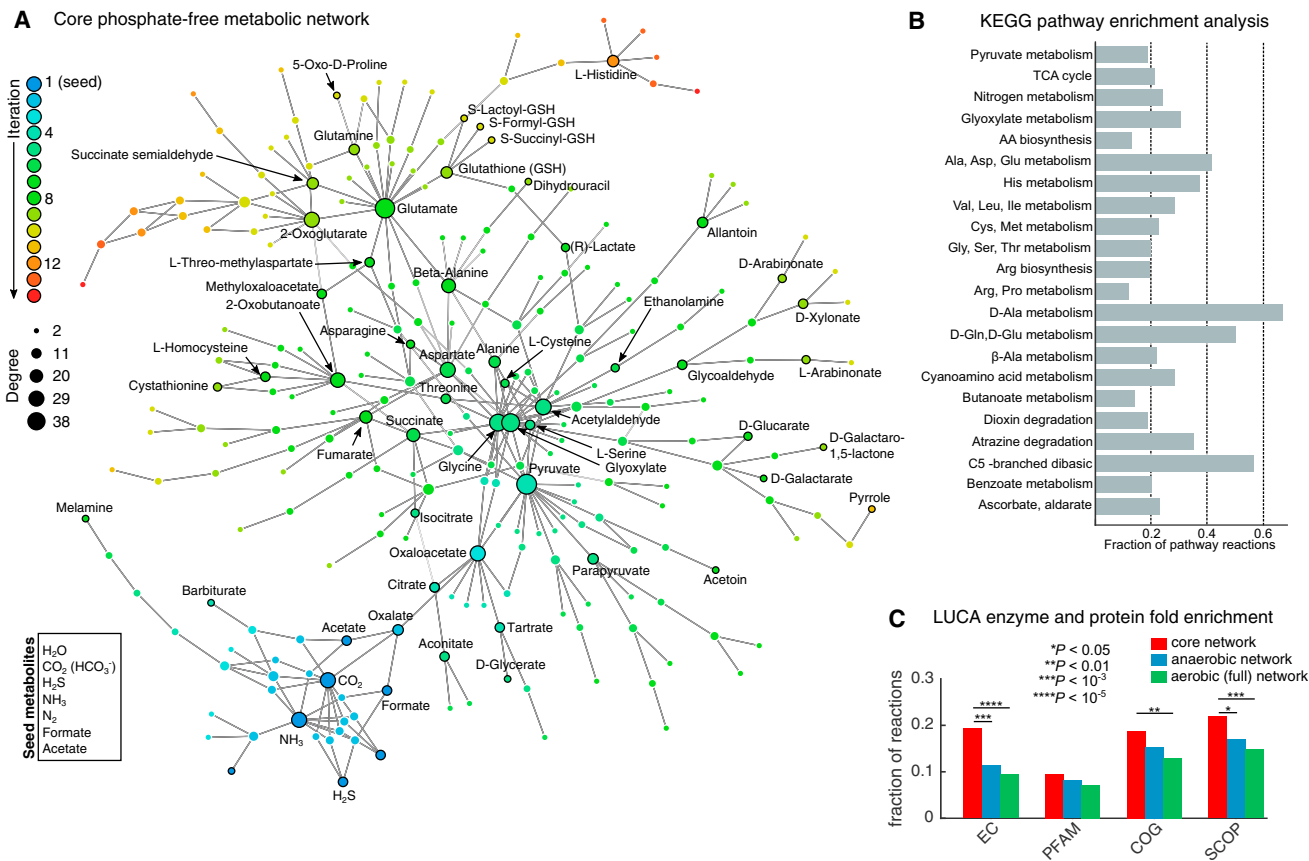 A Core phosphate-free metabolic network
Iteration
1 (seed)
4
8
12
Degree
2
11
20
29
38
5-Oxo-D-Proline
Glutamine
Succinate semialdehyde
S-Lactoyl-GSH
S-Formyl-GSH
S-Succinyl-GSH
Glutathione (GSH)
Dihydrouracil
L-Histidine
Glutamate
2-Oxoglutarate
L-Threo-methylaspartate
Methyloxaloacetate
2-Oxobutanoate
Beta-Alanine
(R)-Lactate
Allantoin
D-Arabinonate
D-Xylonate
Ethanolamine
Asparagine
L-Homocysteine
Cystathionine
Aspartate
Alanine
L-Cysteine
Threonine
Glycoaldehyde
L-Arabinonate
Succinate
Acetylaldehyde
Fumarate
Glycine
L-Serine
Glyoxylate
Pyruvate
D-Glucarate
D-Galactaro-
1,5-lactone
D-Galactarate
Pyrrole
Melamine
Isocitrate
Oxaloacetate
Parapyruvate
Acetoin
Citrate
Barbiturate
Oxalate
Acetate
Aconitate
Tartrate
D-Glycerate
CO2
Formate
NH3
H2S
Seed metabolites
H2O
CO2 (HCO3-)
H2S
NH3
N2
Formate
Acetate
B KEGG pathway enrichment analysis
Pyruvate metabolism
TCA cycle
Nitrogen metabolism
Glyoxylate metabolism
AA biosynthesis
Ala, Asp, Glu metabolism
His metabolism
Val, Leu, Ile metabolism
Cys, Met metabolism
Gly, Ser, Thr metabolism
Arg biosynthesis
Arg, Pro metabolism
D-Ala metabolism
D-Gln,D-Glu metabolism
β-Ala metabolism
Cyanoamino acid metabolism
Butanoate metabolism
Dioxin degradation
Atrazine degradation
C5 -branched dibasic
Benzoate metabolism
Ascorbate, aldarate
0.2 0.4 0.6
Fraction of pathway reactions
C LUCA enzyme and protein fold enrichment
*P < 0.05
**P < 0.01
***P < 10-3
****P < 10-5
core network
anaerobic network
aerobic (full) network
fraction of reactions
0.3
0.2
0.1
0
****
***
**
***
*
EC PFAM COG SCOP